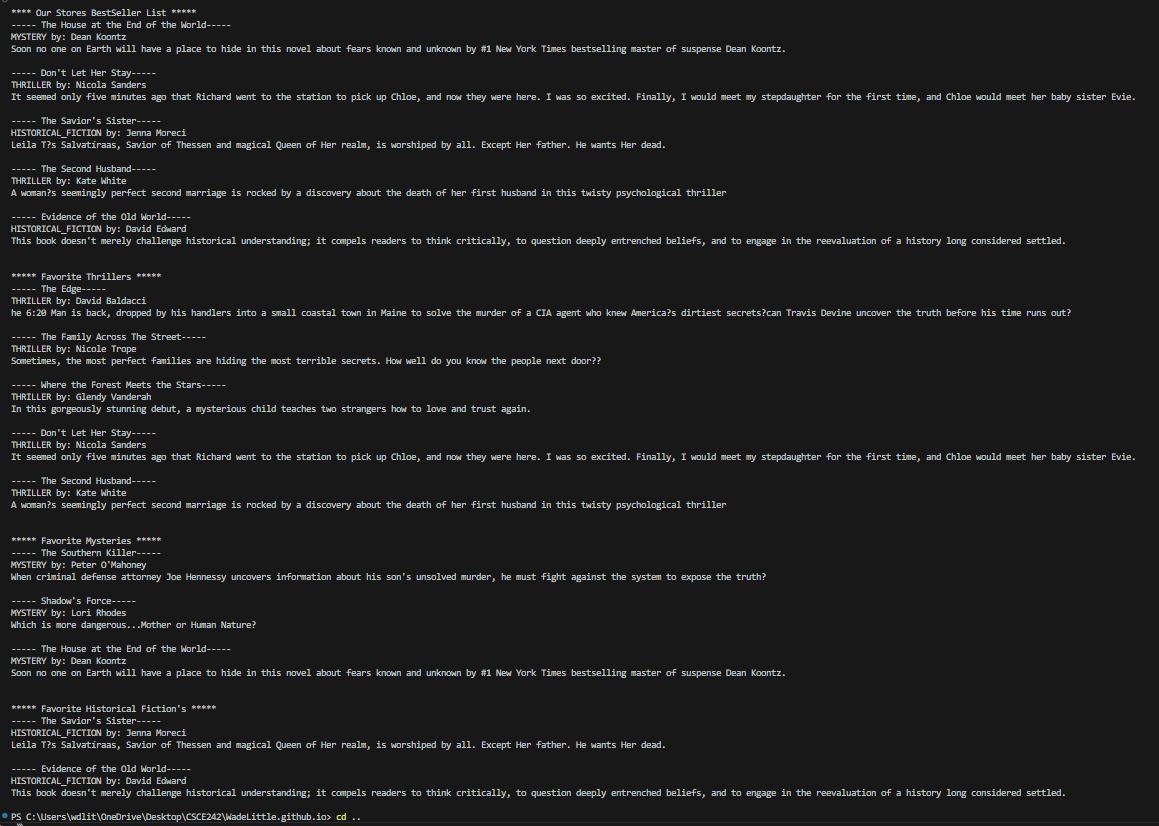 **** Our Stores BestSeller List *****
----- The House at the End of the World-----
MYSTERY by: Dean Koontz
Soon no one on Earth will have a place to hide in this novel about fears known and unknown by #1 New York Times bestselling master of suspense Dean Koontz.
----- Don't Let Her Stay-----
THRILLER by: Nicola Sanders
It seemed only five minutes ago that Richard went to the station to pick up Chloe, and now they were here. I was so excited. Finally, I would meet my stepdaughter for the first time, and Chloe would meet her baby sister Evie.
----- The Savior's Sister-----
HISTORICAL_FICTION by: Jenna Moreci
Leila T?s Salvatíraas, Savior of Thessen and magical Queen of Her realm, is worshiped by all. Except Her father. He wants Her dead.
----- The Second Husband-----
THRILLER by: Kate White
A woman?s seemingly perfect second marriage is rocked by a discovery about the death of her first husband in this twisty psychological thriller
----- Evidence of the Old World-----
HISTORICAL_FICTION by: David Edward
This book doesn't merely challenge historical understanding; it compels readers to think critically, to question deeply entrenched beliefs, and to engage in the reevaluation of a history long considered settled.
***** Favorite Thrillers *****
----- The Edge-----
THRILLER by: David Baldacci
he 6:20 Man is back, dropped by his handlers into a small coastal town in Maine to solve the murder of a CIA agent who knew America?s dirtiest secrets?can Travis Devine uncover the truth before his time runs out?
----- The Family Across The Street-----
THRILLER by: Nicole Trope
Sometimes, the most perfect families are hiding the most terrible secrets. How well do you know the people next door??
----- Where the Forest Meets the Stars-----
THRILLER by: Glendy Vanderah
In this gorgeously stunning debut, a mysterious child teaches two strangers how to love and trust again.
----- Don't Let Her Stay-----
THRILLER by: Nicola Sanders
It seemed only five minutes ago that Richard went to the station to pick up Chloe, and now they were here. I was so excited. Finally, I would meet my stepdaughter for the first time, and Chloe would meet her baby sister Evie.
----- The Second Husband-----
THRILLER by: Kate White
A woman?s seemingly perfect second marriage is rocked by a discovery about the death of her first husband in this twisty psychological thriller
***** Favorite Mysteries *****
----- The Southern Killer-----
MYSTERY by: Peter O'Mahoney
When criminal defense attorney Joe Hennessy uncovers information about his son's unsolved murder, he must fight against the system to expose the truth?
----- Shadow's Force-----
MYSTERY by: Lori Rhodes
Which is more dangerous...Mother or Human Nature?
----- The House at the End of the World-----
MYSTERY by: Dean Koontz
Soon no one on Earth will have a place to hide in this novel about fears known and unknown by #1 New York Times bestselling master of suspense Dean Koontz.
***** Favorite Historical Fiction's *****
----- The Savior's Sister-----
HISTORICAL_FICTION by: Jenna Moreci
Leila T?s Salvatíraas, Savior of Thessen and magical Queen of Her realm, is worshiped by all. Except Her father. He wants Her dead.
----- Evidence of the Old World-----
HISTORICAL_FICTION by: David Edward
This book doesn't merely challenge historical understanding; it compels readers to think critically, to question deeply entrenched beliefs, and to engage in the reevaluation of a history long considered settled.
PS C:\Users\wdlit\OneDrive\Desktop\CSCE242\WadeLittle.github.io> cd ..